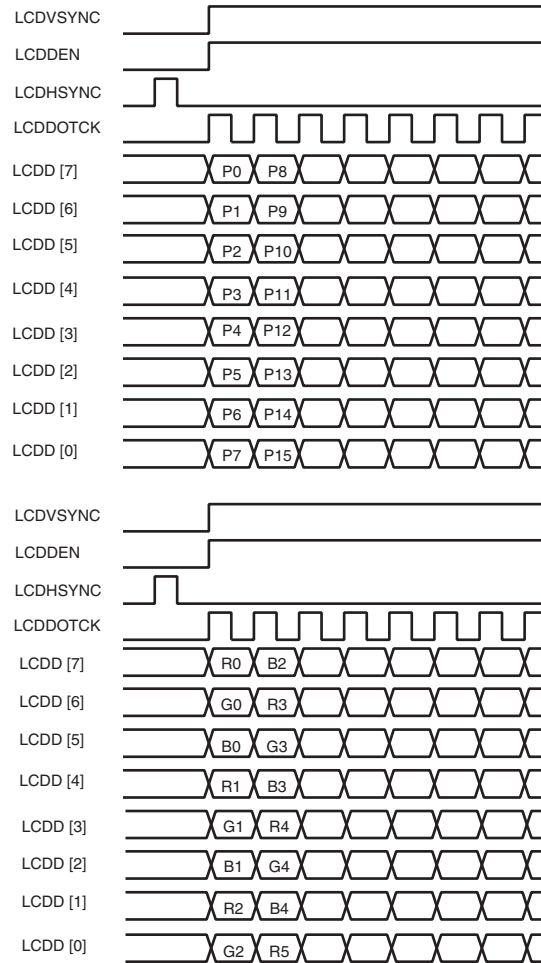 LCDVSYNC
LCDDEN
LCDHSYNC
LCDDOTCK
LCDD [7] P0 P8
LCDD [6] P1 P9
LCDD [5] P2 P10
LCDD [4] P3 P11
LCDD [3] P4 P12
LCDD [2] P5 P13
LCDD [1] P6 P14
LCDD [0] P7 P15
LCDVSYNC
LCDDEN
LCDHSYNC
LCDDOTCK
LCDD [7] R0 B2
LCDD [6] G0 R3
LCDD [5] B0 G3
LCDD [4] R1 B3
LCDD [3] G1 R4
LCDD [2] B1 G4
LCDD [1] R2 B4
LCDD [0] G2 R5